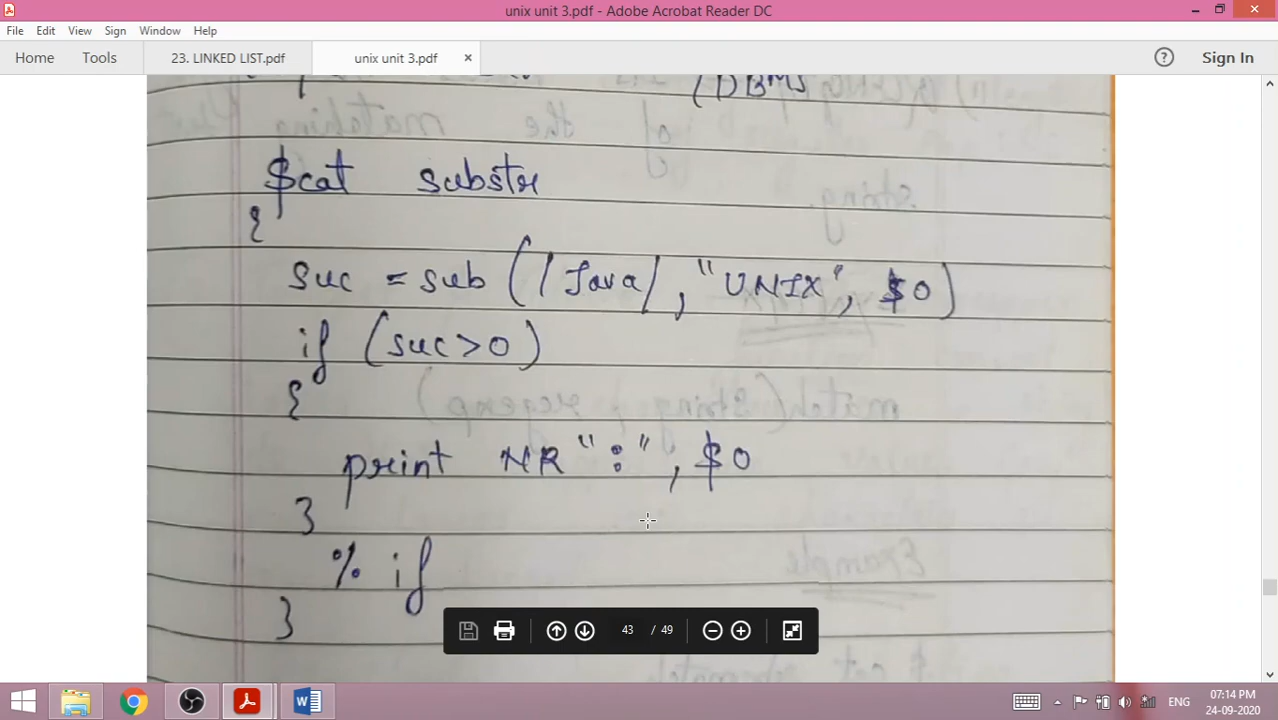 unix unit 3.pdf - Adobe Acrobat Reader DC
File Edit View Sign Window Help
Home Tools 23. LINKED LIST.pdf unix unit 3.pdf × Sign In
(DBMS
$cat substr
{
suc = sub (/Java/, "UNIX", $0)
if (suc>0)
{
print NR ":", $0
}
% if
}
43 / 49
ENG 07:14 PM
24-09-2020